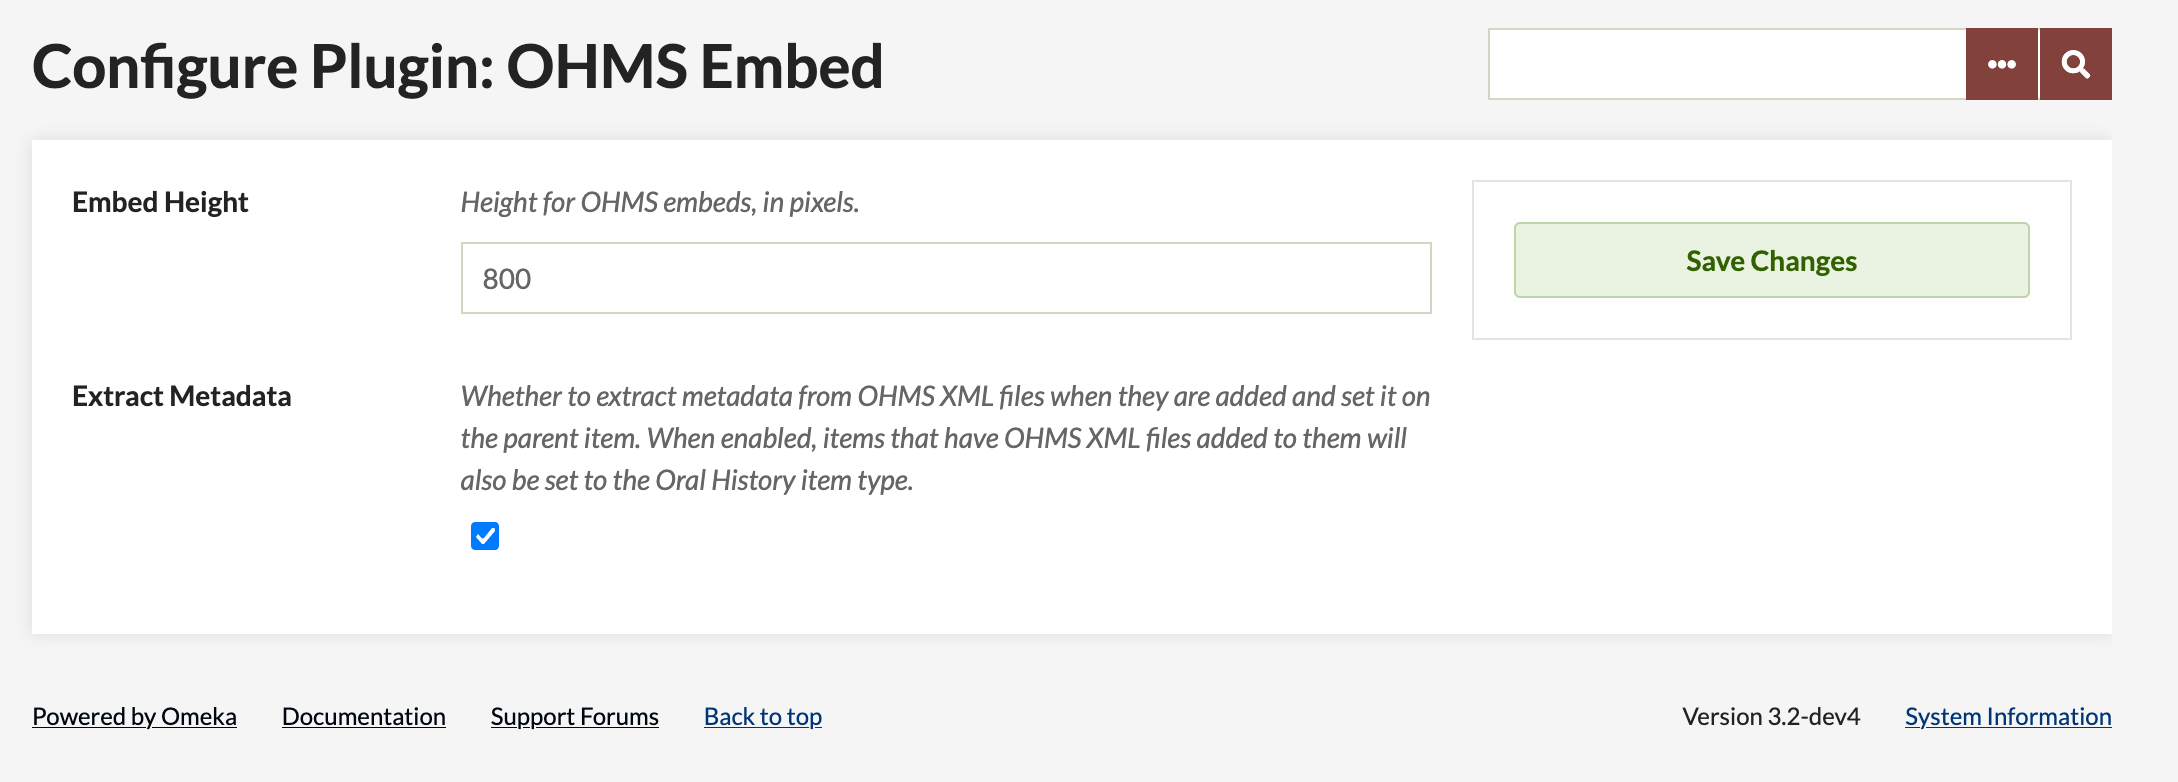 Configure Plugin: OHMS Embed
Embed Height
Height for OHMS embeds, in pixels.
800
Save Changes
Extract Metadata
Whether to extract metadata from OHMS XML files when they are added and set it on
the parent item. When enabled, items that have OHMS XML files added to them will
also be set to the Oral History item type.
Powered by Omeka
Documentation
Support Forums
Back to top
Version 3.2-dev4
System Information